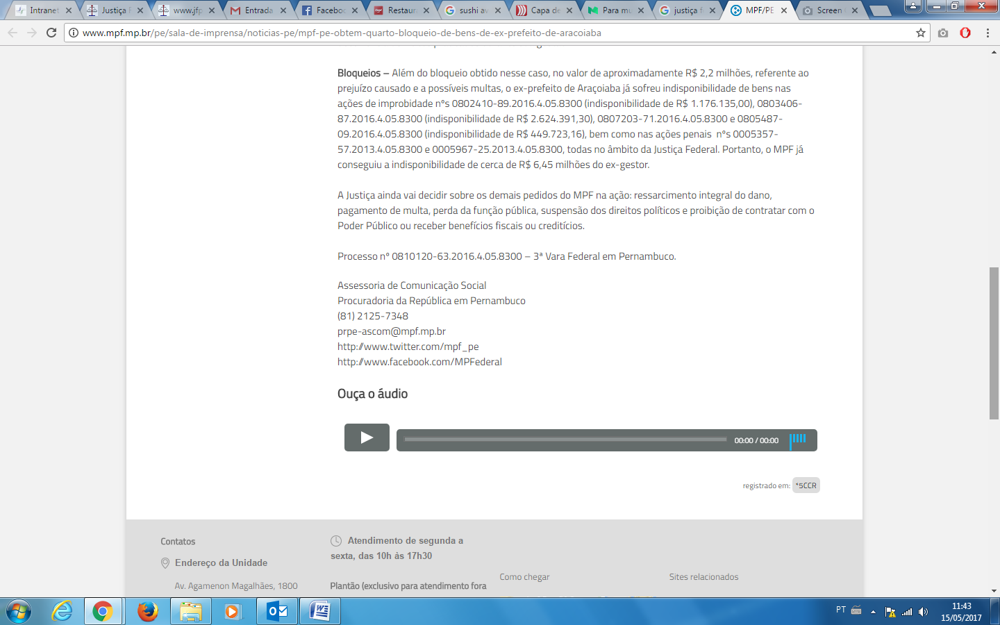 Intranet
Justiça F
www.jfp
Entrada
Faceboo
Restaur
sushi av
Capa de
Para mu
justiça f
MPF/PE
Screen
www.mpf.mp.br/pe/sala-de-imprensa/noticias-pe/mpf-pe-obtem-quarto-bloqueio-de-bens-de-ex-prefeito-de-aracoiaba
Bloqueios – Além do bloqueio obtido nesse caso, no valor de aproximadamente R$ 2,2 milhões, referente ao
prejuízo causado e a possíveis multas, o ex-prefeito de Araçoiaba já sofreu indisponibilidade de bens nas
ações de improbidade nºs 0802410-89.2016.4.05.8300 (indisponibilidade de R$ 1.176.135,00), 0803406-
87.2016.4.05.8300 (indisponibilidade de R$ 2.624.391,30), 0807203-71.2016.4.05.8300 e 0805487-
09.2016.4.05.8300 (indisponibilidade de R$ 449.723,16), bem como nas ações penais nºs 0005357-
57.2013.4.05.8300 e 0005967-25.2013.4.05.8300, todas no âmbito da Justiça Federal. Portanto, o MPF já
conseguiu a indisponibilidade de cerca de R$ 6,45 milhões do ex-gestor.
A Justiça ainda vai decidir sobre os demais pedidos do MPF na ação: ressarcimento integral do dano,
pagamento de multa, perda da função pública, suspensão dos direitos políticos e proibição de contratar com o
Poder Público ou receber benefícios fiscais ou creditícios.
Processo nº 0810120-63.2016.4.05.8300 – 3ª Vara Federal em Pernambuco.
Assessoria de Comunicação Social
Procuradoria da República em Pernambuco
(81) 2125-7348
prpe-ascom@mpf.mp.br
http://www.twitter.com/mpf_pe
http://www.facebook.com/MPFederal
Ouça o áudio
00:00 / 00:00
registrado em: *5CCR
Contatos
Endereço da Unidade
Av. Agamenon Magalhães, 1800
Atendimento de segunda a
sexta, das 10h às 17h30
Plantão (exclusivo para atendimento fora
Como chegar
Sites relacionados
PT
11:43
15/05/2017